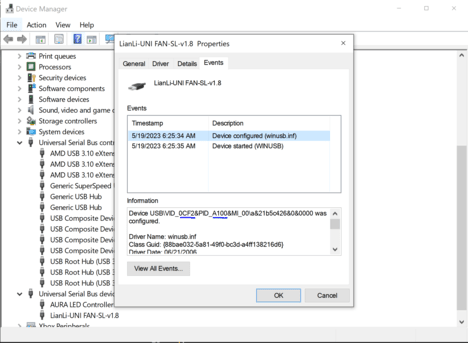 Device Manager
File Action View Help
LianLi-UNI FAN-SL-v1.8 Properties
General Driver Details Events
LianLi-UNI FAN-SL-v1.8
Events
Timestamp Description
5/19/2023 6:25:34 AM Device configured (winusb.inf)
5/19/2023 6:25:35 AM Device started (WINUSB)
Information
Device USB\VID_0CF2&PID_A100&MI_00\a&21b5c426&0&0000 was
configured.
Driver Name: winusb.inf
Class Guid: {88bae032-5a81-49f0-bc3d-a4ff138216d6}
Driver Date: 06/21/2006
View All Events...
OK Cancel
Print queues
Processors
Security devices
Software components
Software devices
Sound, video and game c
Storage controllers
System devices
Universal Serial Bus contr
AMD USB 3.10 eXten
AMD USB 3.10 eXten
AMD USB 3.10 eXten
Generic SuperSpeed
Generic USB Hub
Generic USB Hub
USB Composite Devi
USB Composite Devi
USB Composite Devi
USB Composite Devi
USB Root Hub (USB 3
USB Root Hub (USB 3
USB Root Hub (USB 3
Universal Serial Bus devic
AURA LED Controller
LianLi-UNI FAN-SL-v1.8
Xbox Peripherals